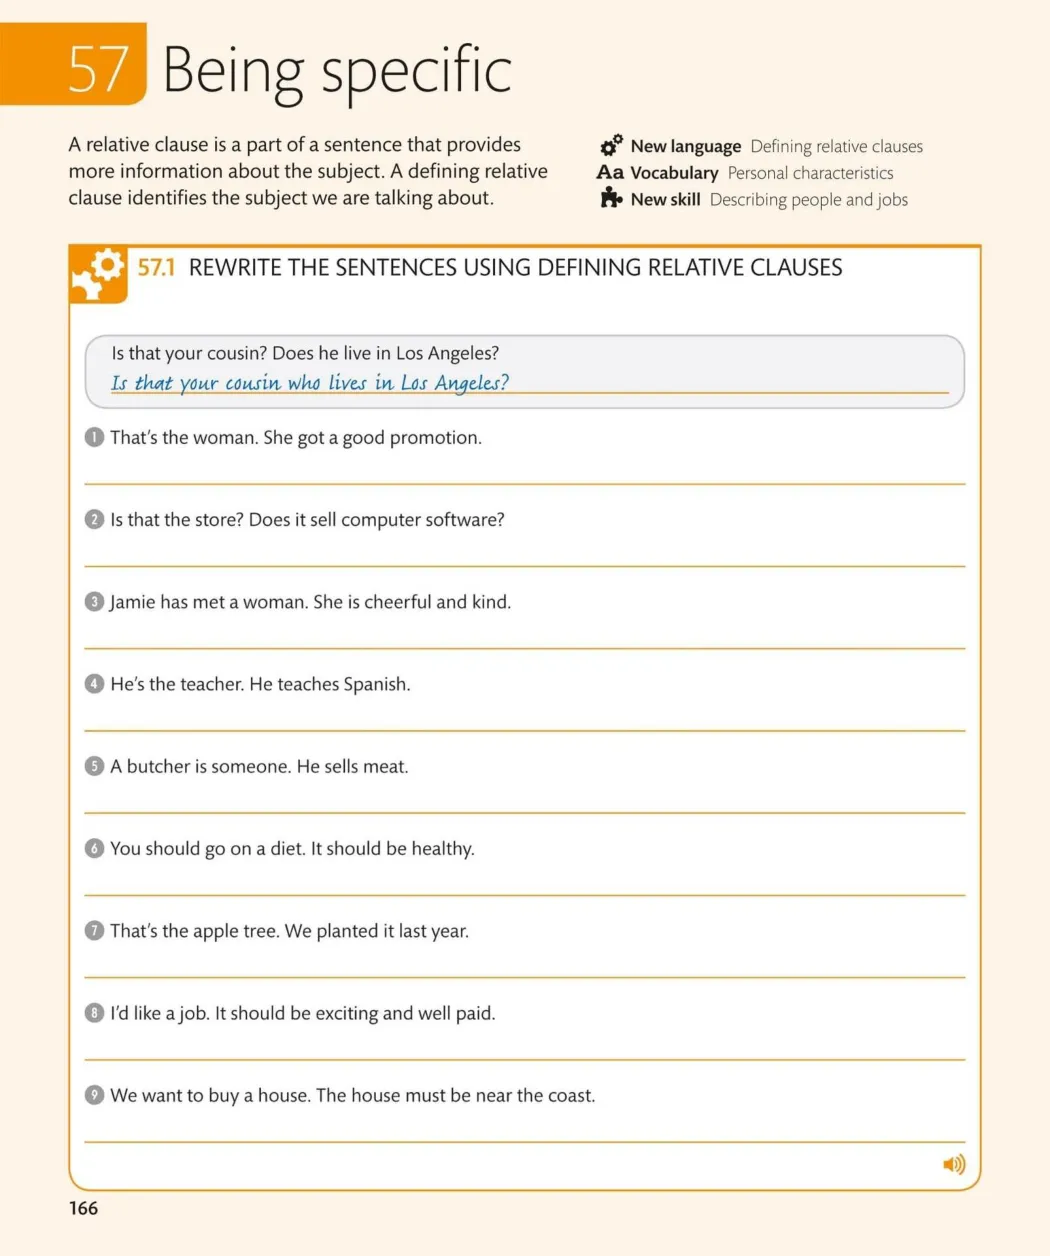 57 Being specific
A relative clause is a part of a sentence that provides
more information about the subject. A defining relative
clause identifies the subject we are talking about.
New language Defining relative clauses
Aa Vocabulary Personal characteristics
New skill Describing people and jobs
57.1 REWRITE THE SENTENCES USING DEFINING RELATIVE CLAUSES
Is that your cousin? Does he live in Los Angeles?
Is that your cousin who lives in Los Angeles?
1 That's the woman. She got a good promotion.
2 Is that the store? Does it sell computer software?
3 Jamie has met a woman. She is cheerful and kind.
4 He's the teacher. He teaches Spanish.
5 A butcher is someone. He sells meat.
6 You should go on a diet. It should be healthy.
7 That's the apple tree. We planted it last year.
8 I'd like a job. It should be exciting and well paid.
9 We want to buy a house. The house must be near the coast.
166